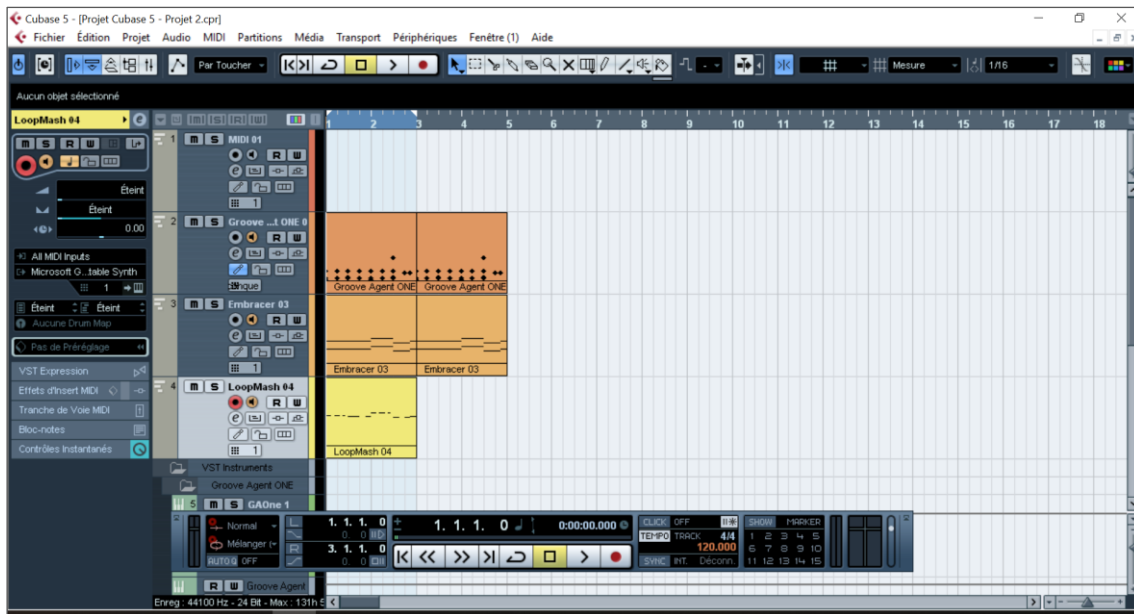 Cubase 5 - [Projet Cubase 5 - Projet 2.cpr]
Fichier Édition Projet Audio MIDI Partitions Média Transport Périphériques Fenêtre (1) Aide
Par Toucher Mesure 1/16
Aucun objet sélectionné
LoopMash 04
1 2 3 4 5 6 7 8 9 10 11 12 13 14 15 16 17 18
Éteint
Éteint
0.00
All MIDI Inputs
Microsoft G...table Synth
1
Éteint Éteint
Aucune Drum Map
Pas de Préréglage
VST Expression
Effets d'Insert MIDI
Tranche de Voie MIDI
Bloc-notes
Contrôles Instantanés
1 m S MIDI 01
R W
1
2 m S Groove ...t ONE 0
R W
3 m S Embracer 03
R W
1
4 m S LoopMash 04
R W
1
Groove Agent ONE Groove Agent ONE
Embracer 03 Embracer 03
LoopMash 04
VST Instruments
Groove Agent ONE
5 m S GAOne 1
Normal
Mélanger (
AUTO Q OFF
L 1. 1. 1. 0
0. 0
R 3. 1. 1. 0
0. 0
1. 1. 1. 0 0:00:00.000
CLICK OFF
TEMPO TRACK 4/4
120.000
SYNC INT. Déconn.
SHOW MARKER
1 2 3 4 5
6 7 8 9 10
11 12 13 14 15
R W Groove Agent
Enreg : 44100 Hz - 24 Bit - Max : 131h 5